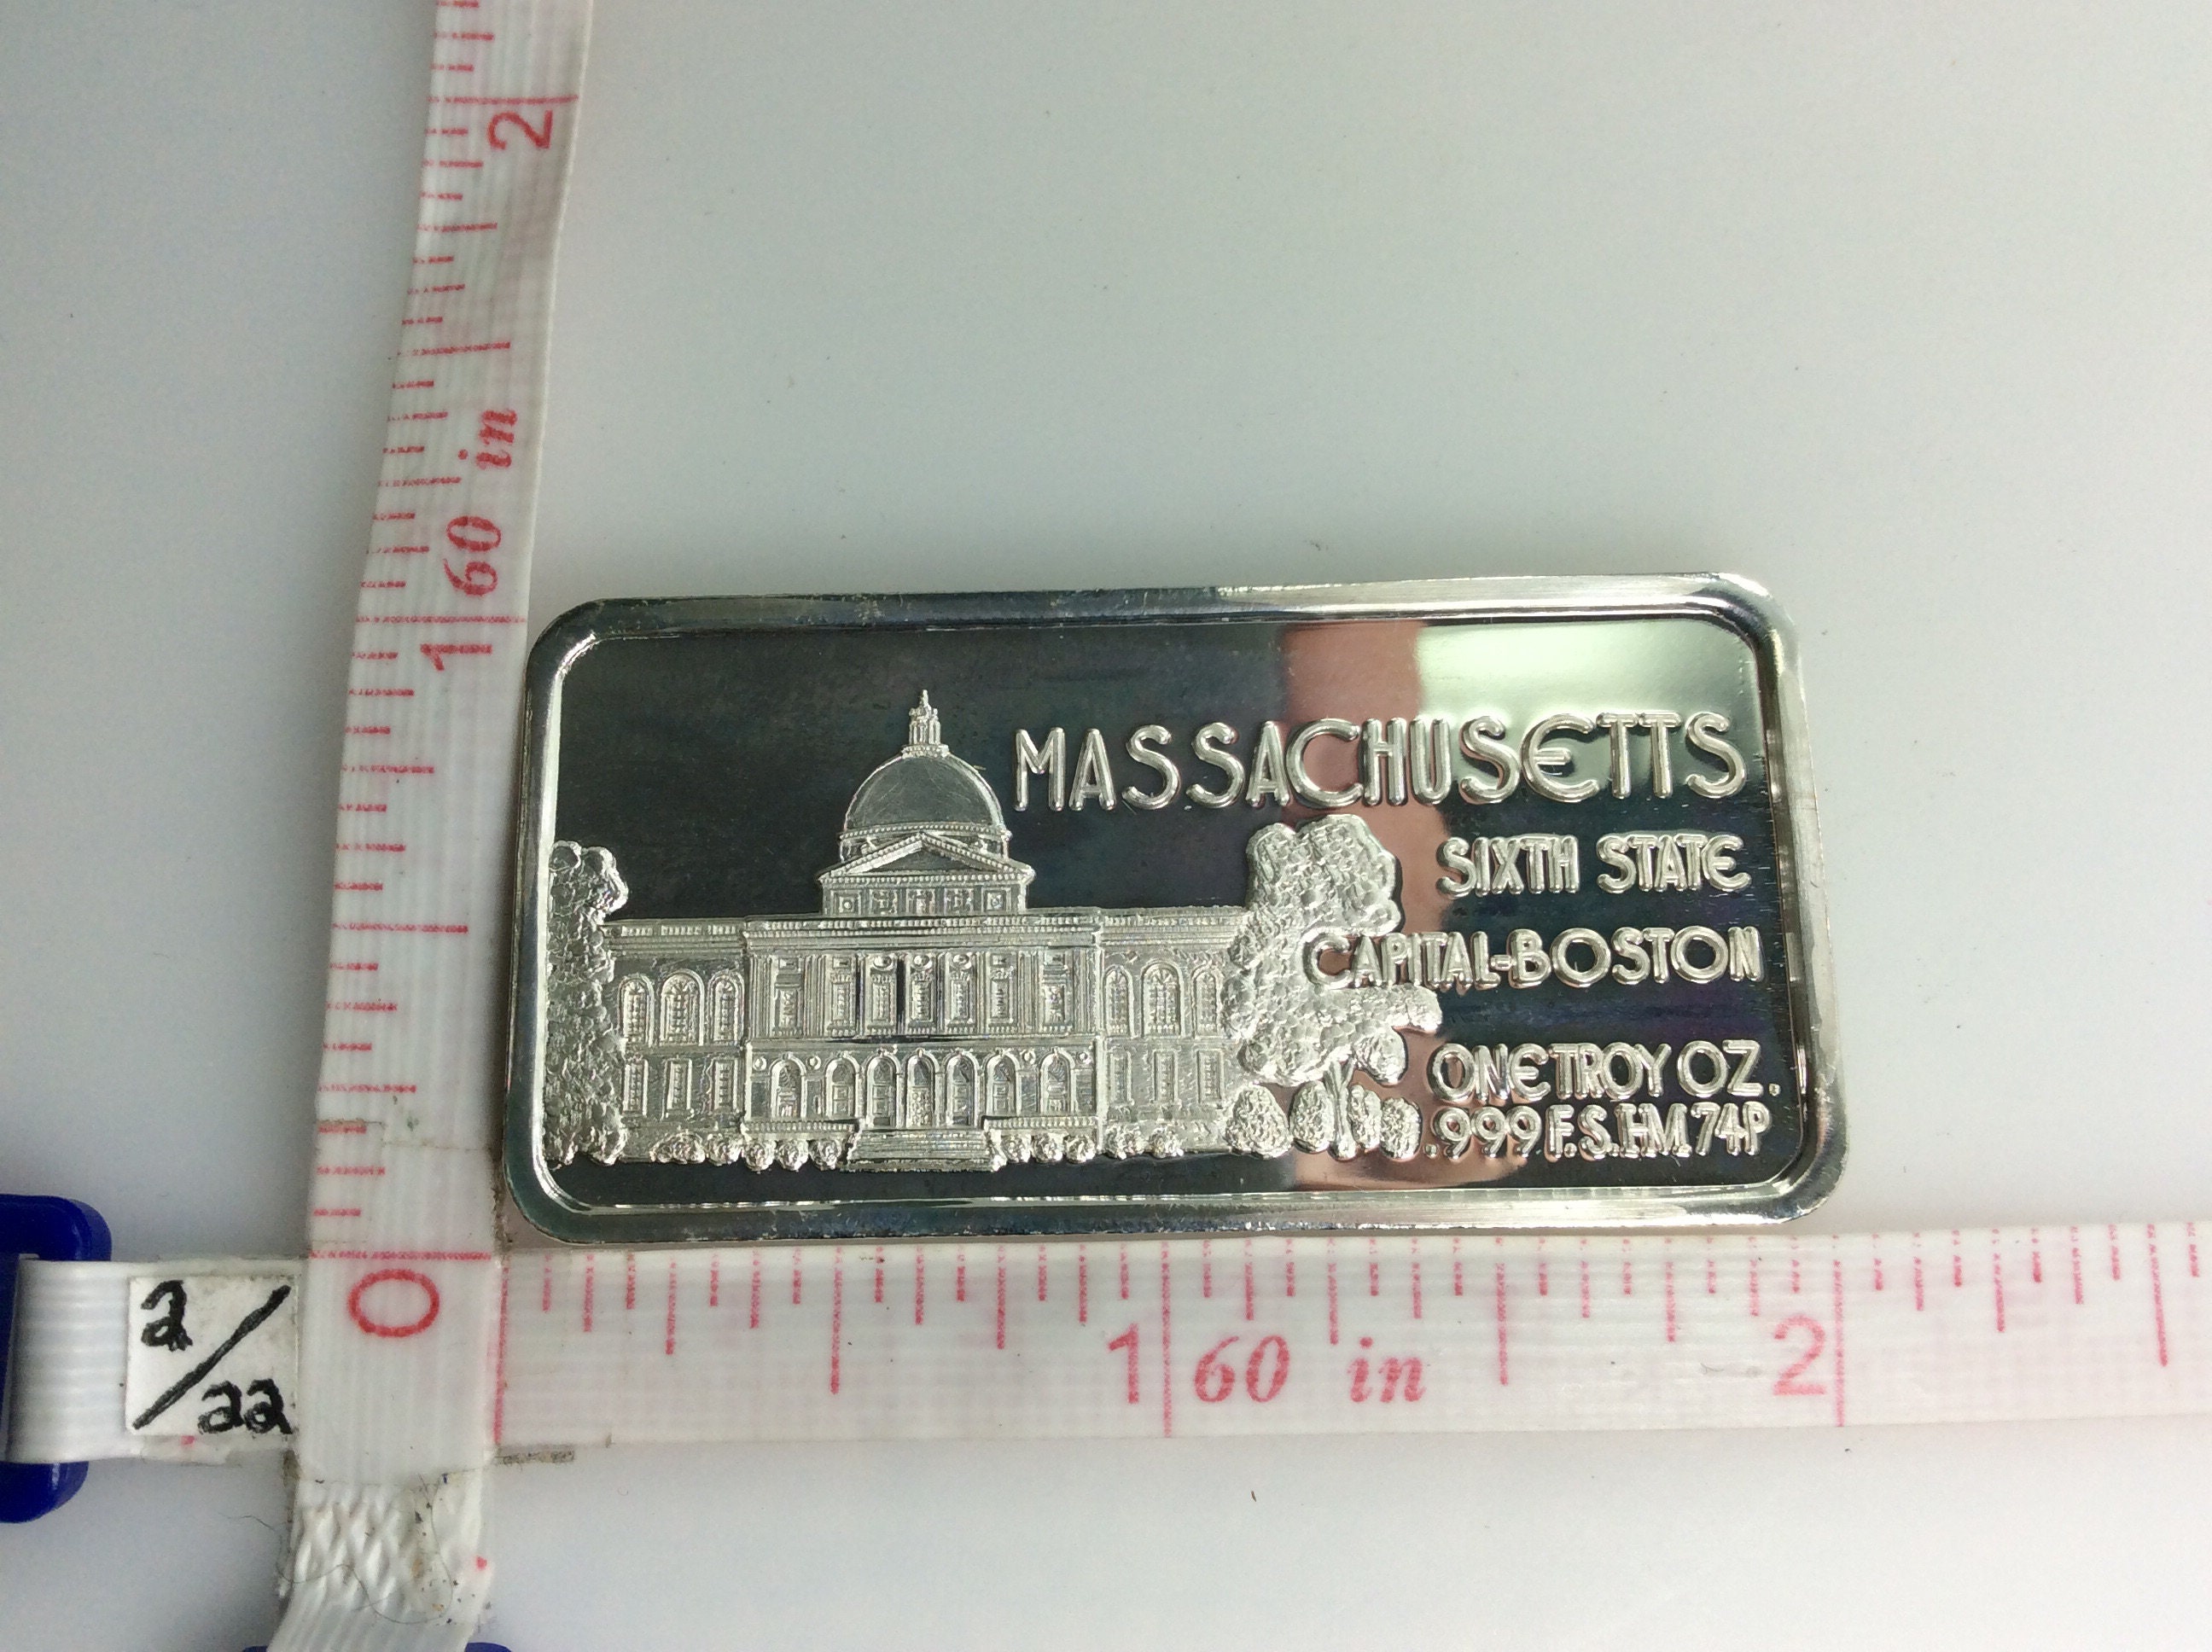 2
60 in
1
MASSACHUSETTS
SIXTH STATE
CAPITAL-BOSTON
ONE TROY OZ.
.999 F.S. HM 74P
0
2/22
1 60 in 2